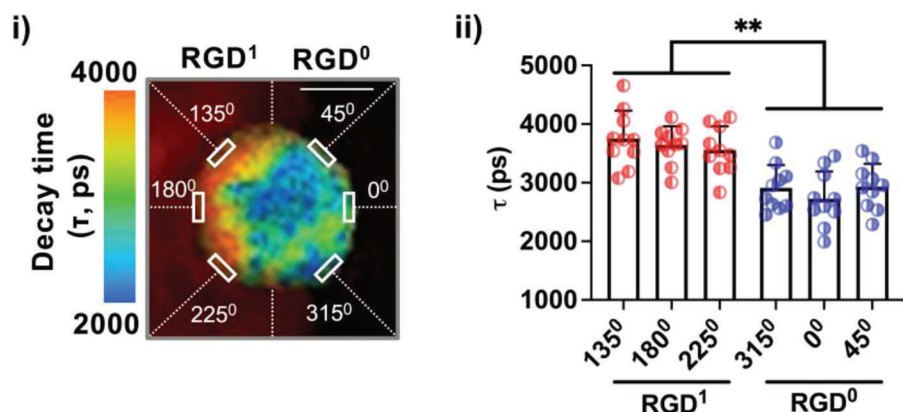 i)
RGD¹ RGD⁰
4000
2000
Decay time
(τ, ps)
135⁰
45⁰
180⁰
0⁰
225⁰
315⁰
ii)
**
5000
4000
3000
2000
1000
τ (ps)
135⁰ 180⁰ 225⁰ 315⁰ 0⁰ 45⁰
RGD¹ RGD⁰